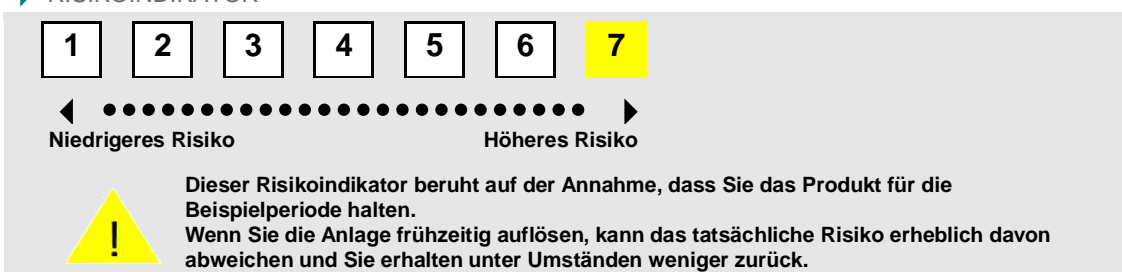 RISIKOINDIKATOR
1 2 3 4 5 6 7
Niedrigeres Risiko Höheres Risiko
Dieser Risikoindikator beruht auf der Annahme, dass Sie das Produkt für die
Beispielperiode halten.
! Wenn Sie die Anlage frühzeitig auflösen, kann das tatsächliche Risiko erheblich davon
abweichen und Sie erhalten unter Umständen weniger zurück.